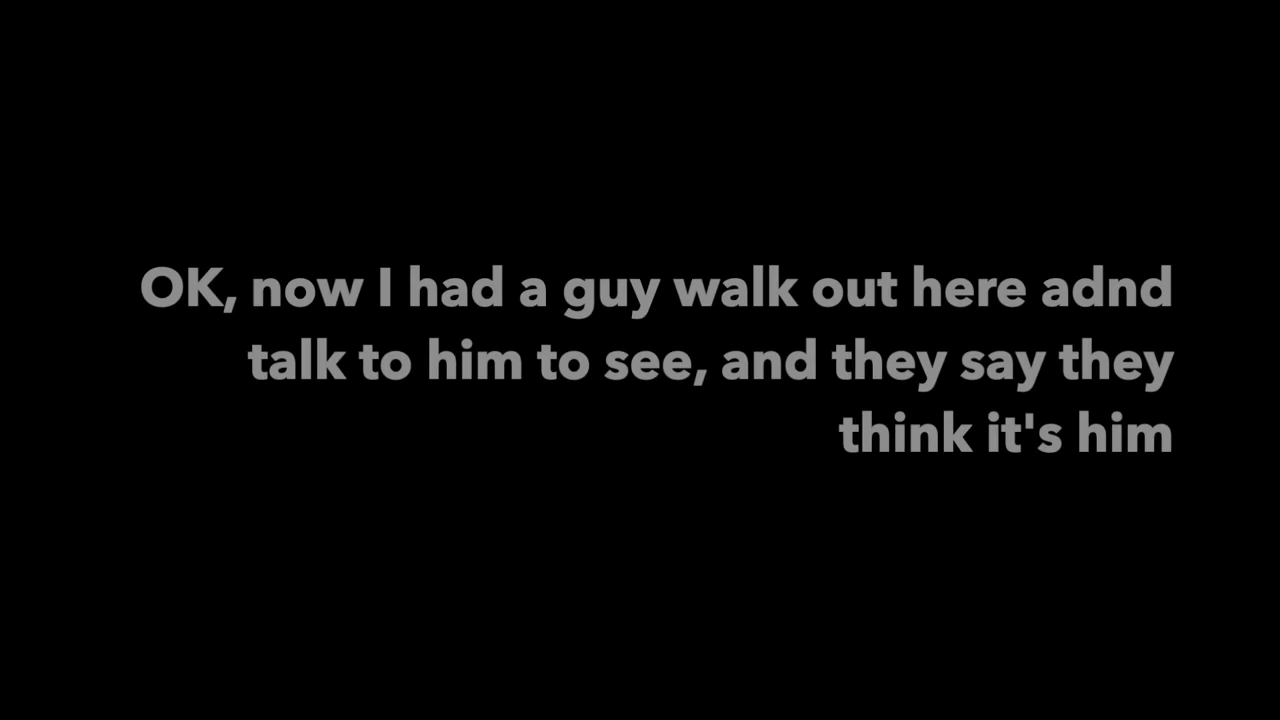 OK, now I had a guy walk out here adnd
talk to him to see, and they say they
think it's him